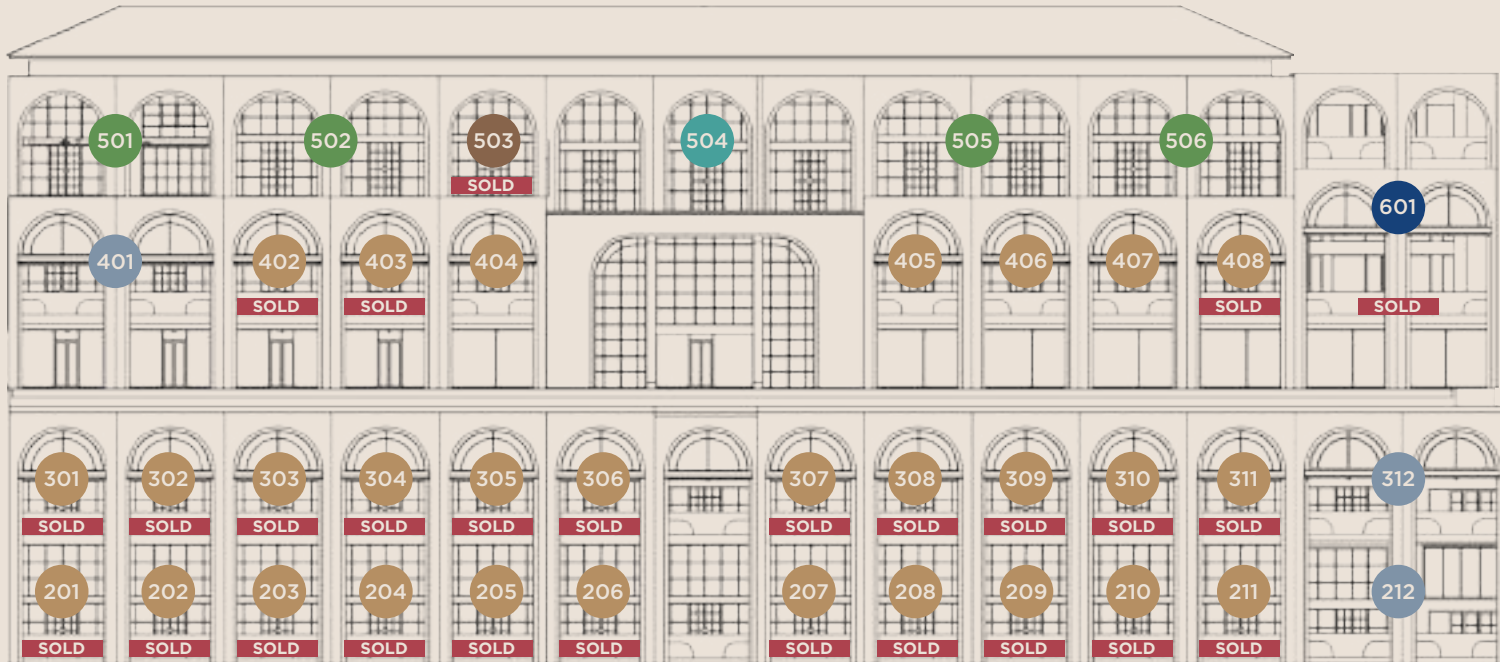 501 502 503 504 505 506
SOLD
601
401 402 403 404 405 406 407 408
SOLD SOLD SOLD SOLD
301 302 303 304 305 306 307 308 309 310 311 312
SOLD SOLD SOLD SOLD SOLD SOLD SOLD SOLD SOLD SOLD SOLD
201 202 203 204 205 206 207 208 209 210 211 212
SOLD SOLD SOLD SOLD SOLD SOLD SOLD SOLD SOLD SOLD SOLD